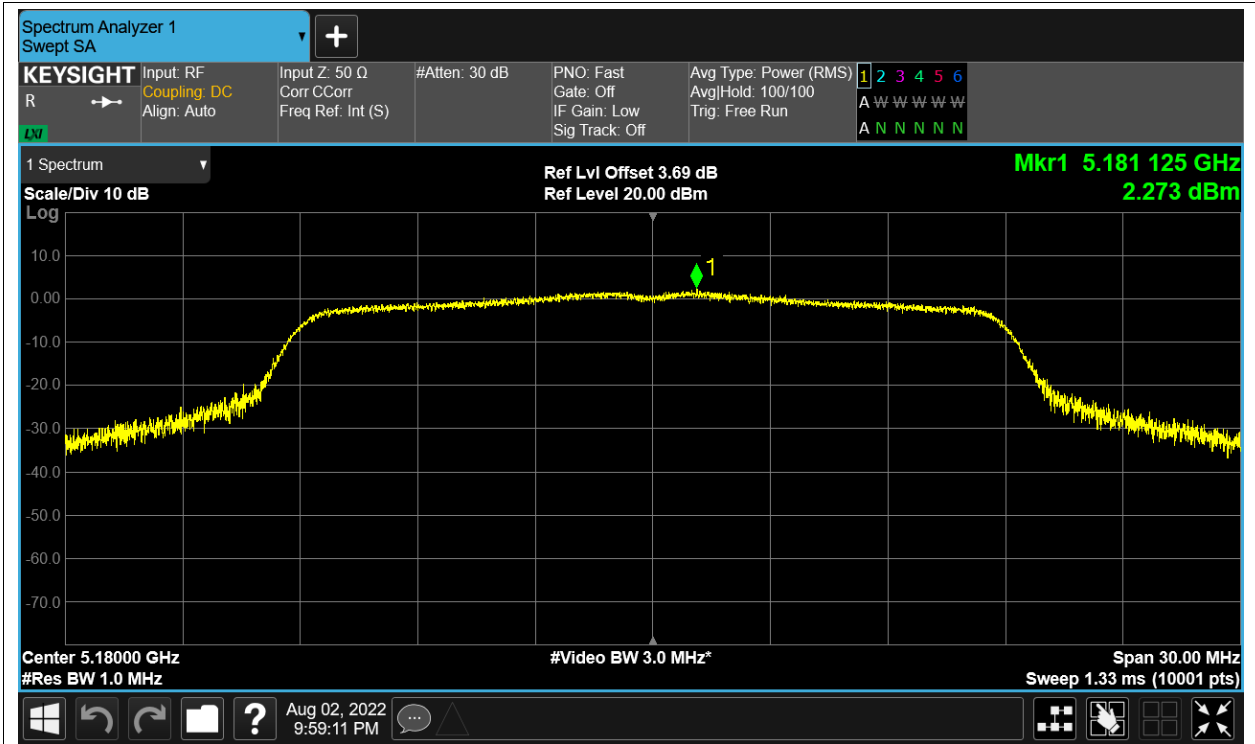 Spectrum Analyzer 1
Swept SA
KEYSIGHT
R
LXI
Input: RF
Coupling: DC
Align: Auto
Input Z: 50 Ω
Corr CCorr
Freq Ref: Int (S)
#Atten: 30 dB
PNO: Fast
Gate: Off
IF Gain: Low
Sig Track: Off
Avg Type: Power (RMS)
Avg|Hold: 100/100
Trig: Free Run
1 2 3 4 5 6
A W W W W W
A N N N N N
1 Spectrum
Scale/Div 10 dB
Log
Ref Lvl Offset 3.69 dB
Ref Level 20.00 dBm
Mkr1 5.181 125 GHz
2.273 dBm
10.0
0.00
-10.0
-20.0
-30.0
-40.0
-50.0
-60.0
-70.0
1
Center 5.18000 GHz
#Res BW 1.0 MHz
#Video BW 3.0 MHz*
Span 30.00 MHz
Sweep 1.33 ms (10001 pts)
?
Aug 02, 2022
9:59:11 PM